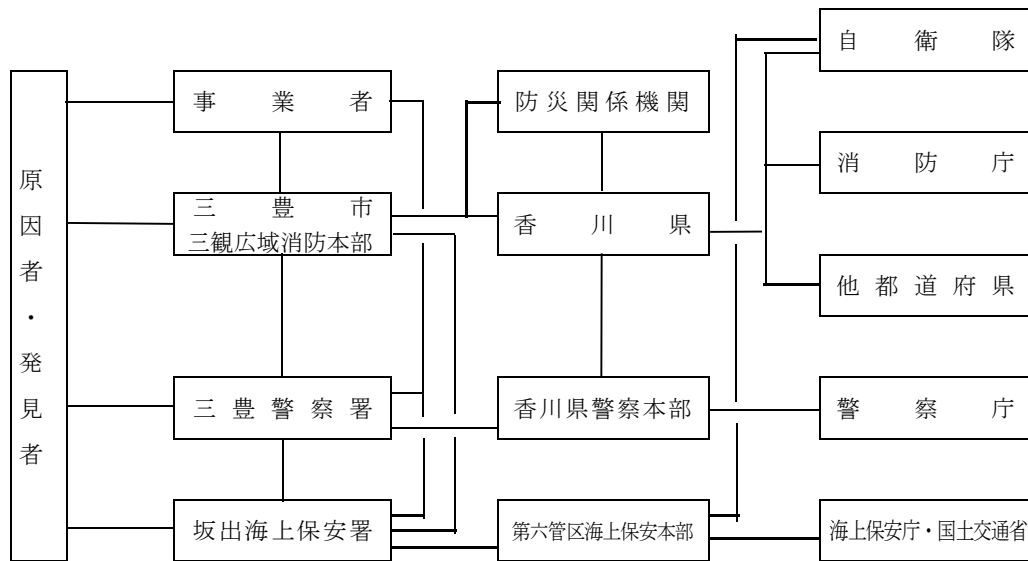 原因者・発見者
事業者
三豊市
三観広域消防本部
三豊警察署
坂出海上保安署
防災関係機関
香川県
香川県警察本部
第六管区海上保安本部
自衛隊
消防庁
他都道府県
警察庁
海上保安庁・国土交通省